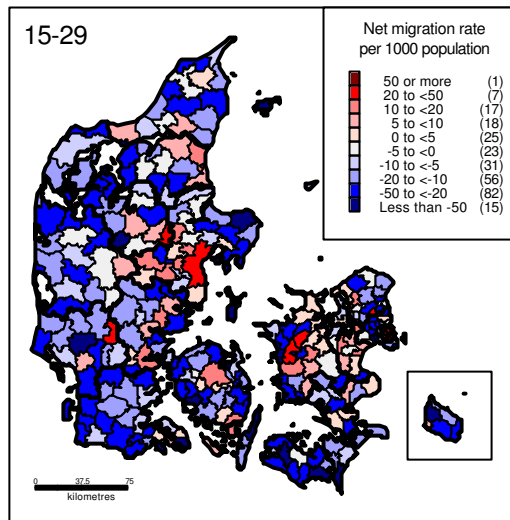 15-29
Net migration rate
per 1000 population
50 or more (1)
20 to <50 (7)
10 to <20 (17)
5 to <10 (18)
0 to <5 (25)
-5 to <0 (23)
-10 to <-5 (31)
-20 to <-10 (56)
-50 to <-20 (82)
Less than -50 (15)
0 37.5 75
kilometres